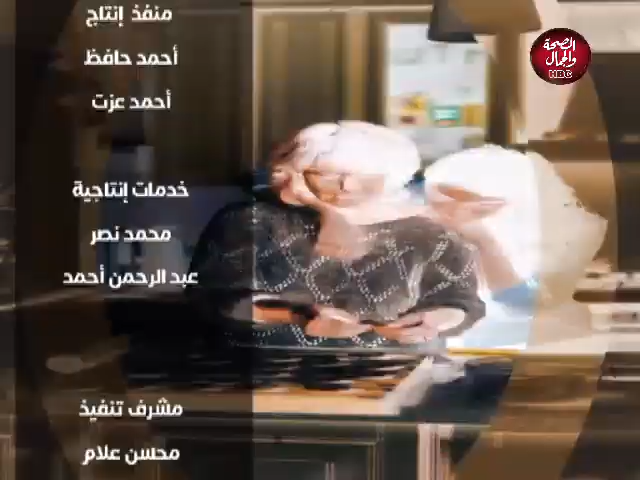 منفذ إنتاج
أحمد حافظ
أحمد عزت
خدمات إنتاجية
محمد نصر
عبد الرحمن أحمد
مشرف تنفيذ
محسن علام
الصحة
والجمال
HBC